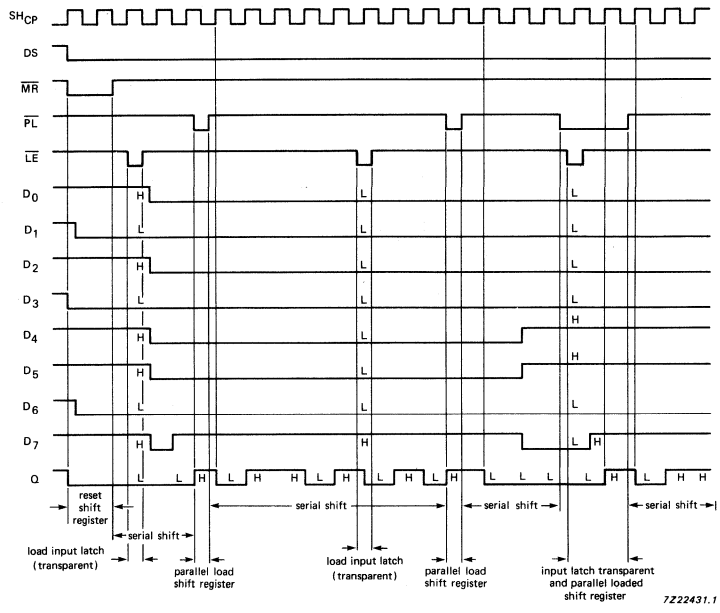 SHCP
DS
MR
PL
LE
D0 H L L
D1 L L L
D2 H L L
D3 L L L
H
D4 H L
H
D5 H L
D6 L L L
D7 H H L H
Q L L H L H H L H L H L H L L L L H L H H
reset
shift
register
serial shift
serial shift
serial shift
serial shift
load input latch
(transparent)
parallel load
shift register
load input latch
(transparent)
parallel load
shift register
input latch transparent
and parallel loaded
shift register
7Z22431.1